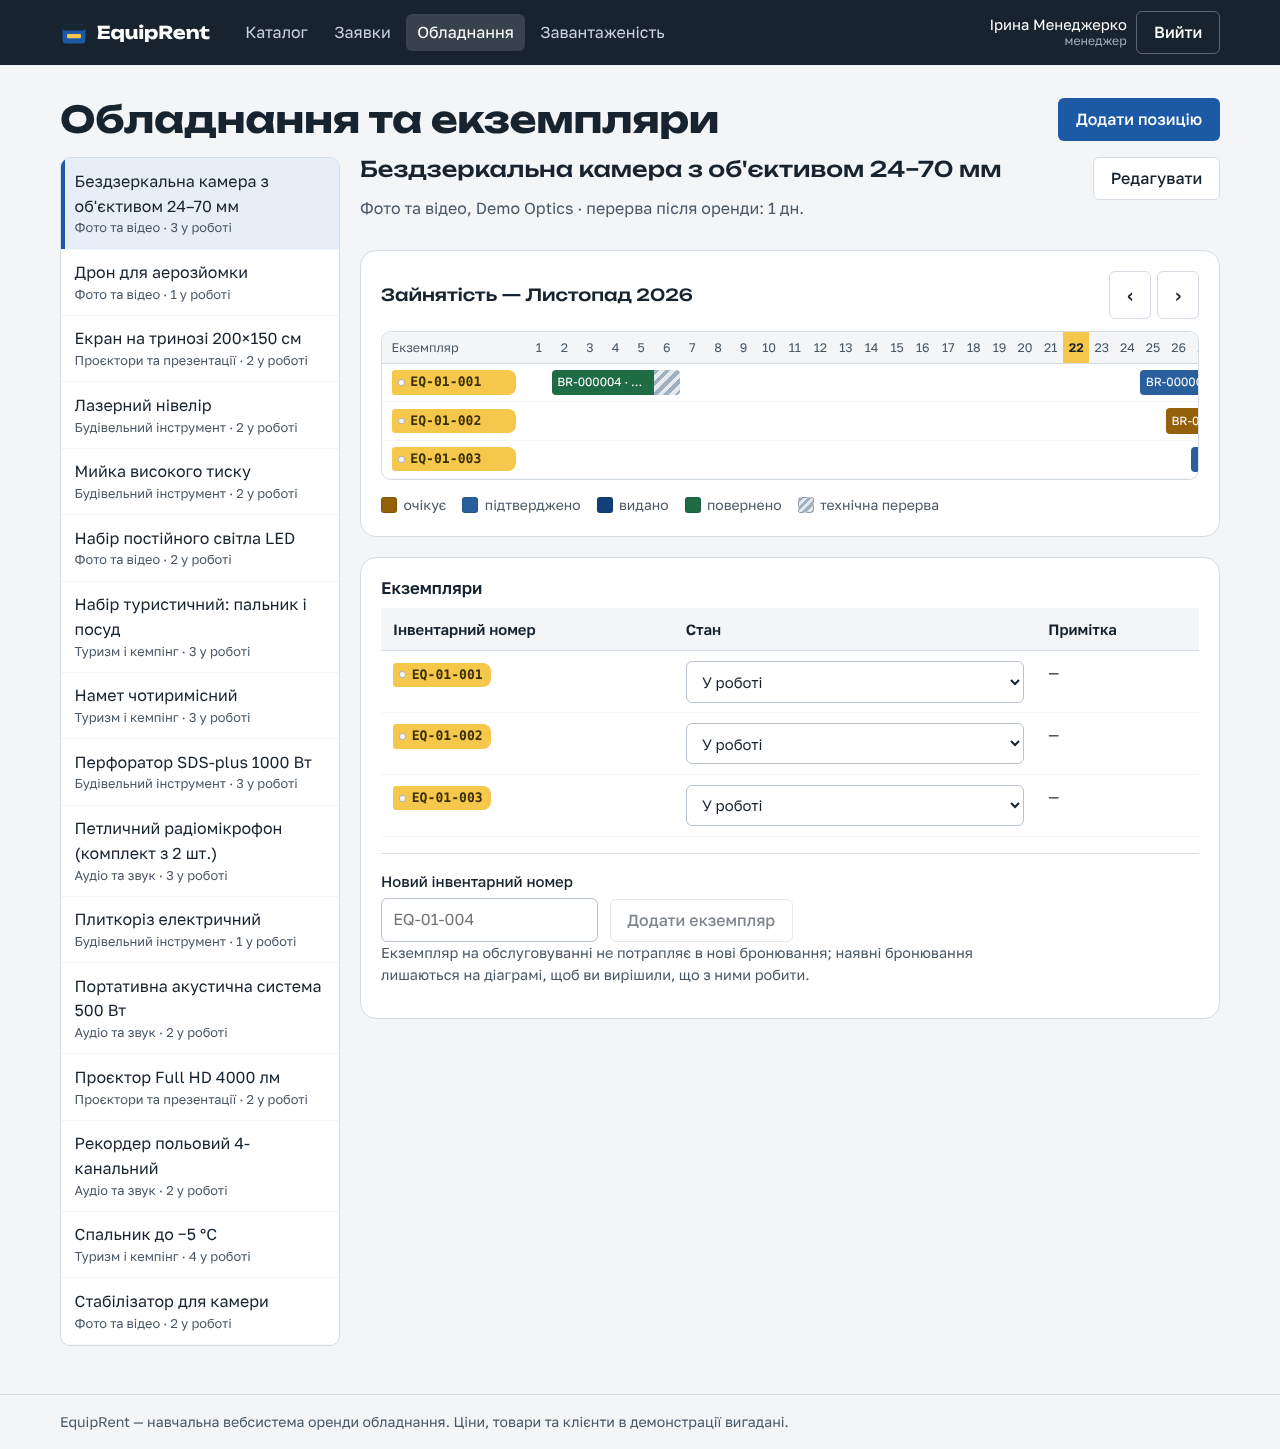 EquipRent
Каталог
Заявки
Обладнання
Завантаженість
Ірина Менеджерко
менеджер
Вийти
Обладнання та екземпляри
Додати позицію
Бездзеркальна камера з
об'єктивом 24–70 мм
Фото та відео · 3 у роботі
Дрон для аерозйомки
Фото та відео · 1 у роботі
Екран на тринозі 200×150 см
Проєктори та презентації · 2 у роботі
Лазерний нівелір
Будівельний інструмент · 2 у роботі
Мийка високого тиску
Будівельний інструмент · 2 у роботі
Набір постійного світла LED
Фото та відео · 2 у роботі
Набір туристичний: пальник і
посуд
Туризм і кемпінг · 3 у роботі
Намет чотиримісний
Туризм і кемпінг · 3 у роботі
Перфоратор SDS-plus 1000 Вт
Будівельний інструмент · 3 у роботі
Петличний радіомікрофон
(комплект з 2 шт.)
Аудіо та звук · 3 у роботі
Плиткоріз електричний
Будівельний інструмент · 1 у роботі
Портативна акустична система
500 Вт
Аудіо та звук · 2 у роботі
Проєктор Full HD 4000 лм
Проєктори та презентації · 2 у роботі
Рекордер польовий 4-
канальний
Аудіо та звук · 2 у роботі
Спальник до −5 °C
Туризм і кемпінг · 4 у роботі
Стабілізатор для камери
Фото та відео · 2 у роботі
Бездзеркальна камера з об'єктивом 24–70 мм
Редагувати
Фото та відео, Demo Optics · перерва після оренди: 1 дн.
Зайнятість — Листопад 2026
‹ ›
Екземпляр 1 2 3 4 5 6 7 8 9 10 11 12 13 14 15 16 17 18 19 20 21 22 23 24 25 26
EQ-01-001 BR-000004 · … BR-0000
EQ-01-002 BR-0
EQ-01-003
очікує підтверджено видано повернено технічна перерва
Екземпляри
Інвентарний номер Стан Примітка
EQ-01-001 У роботі —
EQ-01-002 У роботі —
EQ-01-003 У роботі —
Новий інвентарний номер
EQ-01-004 Додати екземпляр
Екземпляр на обслуговуванні не потрапляє в нові бронювання; наявні бронювання
лишаються на діаграмі, щоб ви вирішили, що з ними робити.
EquipRent — навчальна вебсистема оренди обладнання. Ціни, товари та клієнти в демонстрації вигадані.